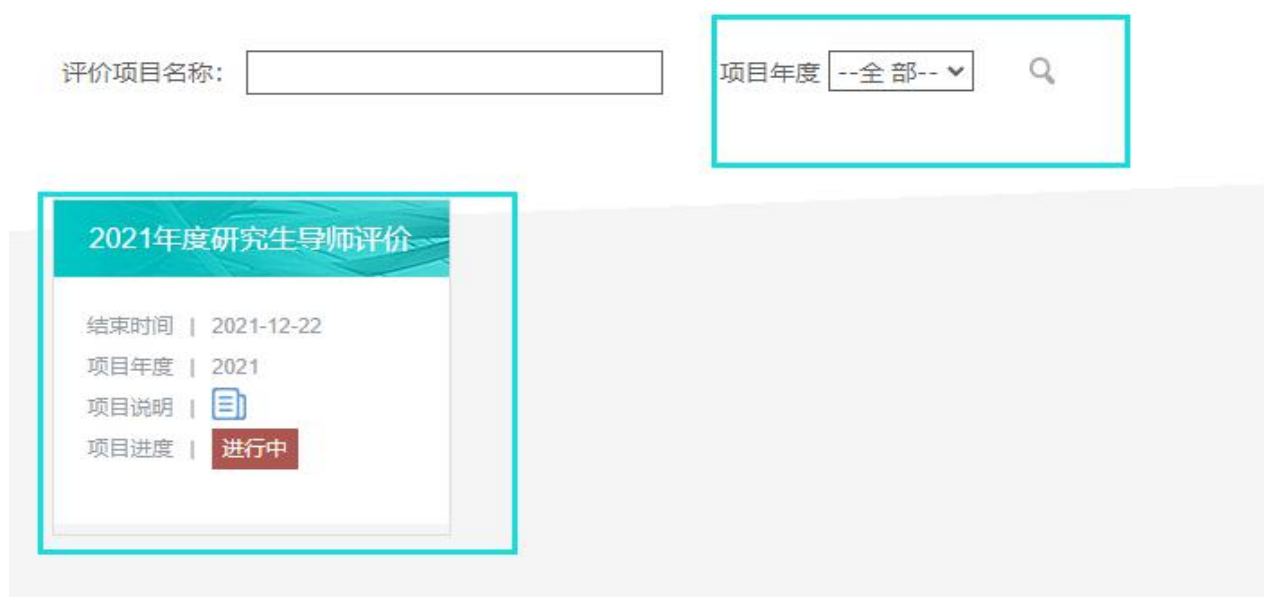 评价项目名称： 项目年度 --全 部--
2021年度研究生导师评价
结束时间 | 2021-12-22
项目年度 | 2021
项目说明 |
项目进度 | 进行中